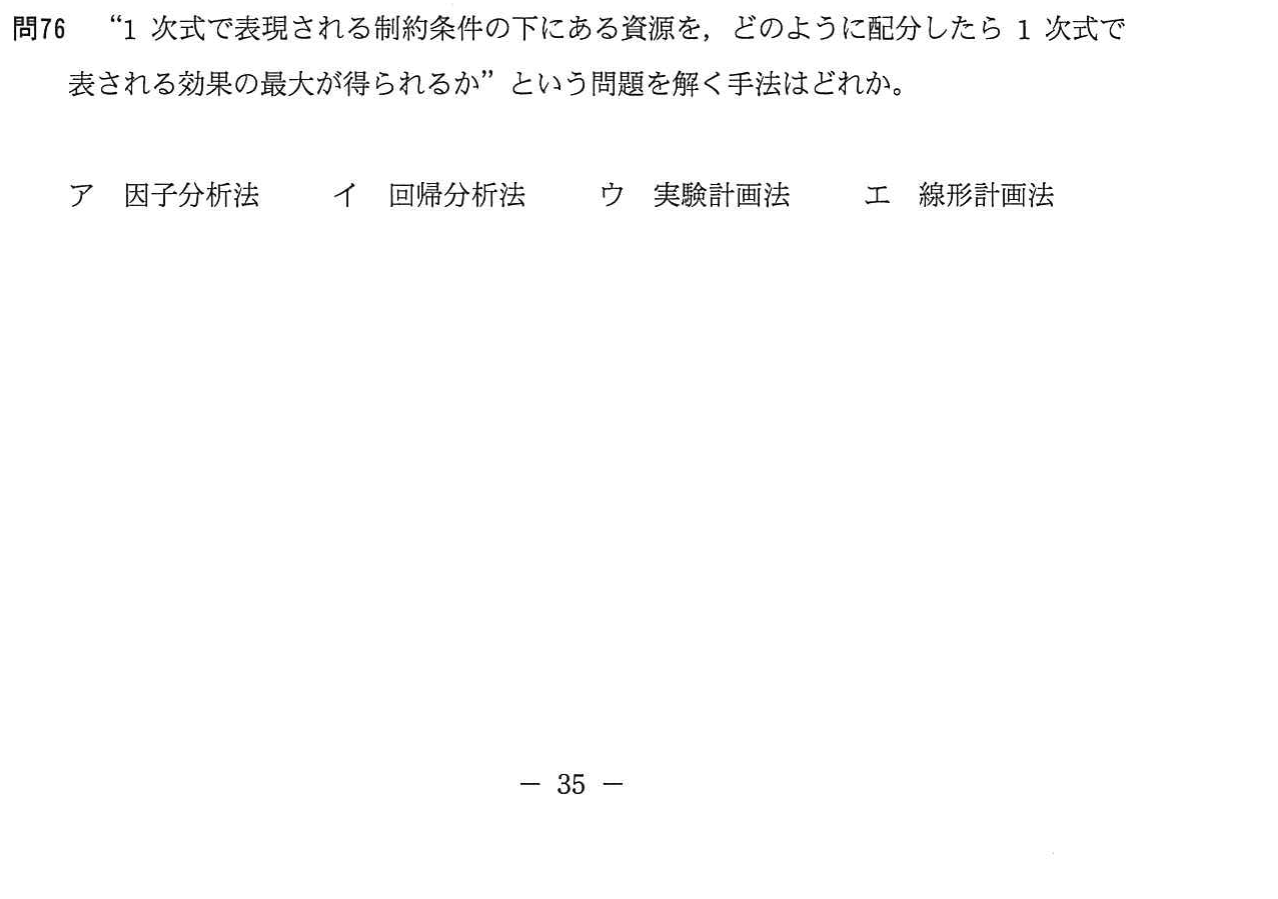 問76 “1 次式で表現される制約条件の下にある資源を，どのように配分したら 1 次式で
表される効果の最大が得られるか”という問題を解く手法はどれか。
ア 因子分析法 イ 回帰分析法 ウ 実験計画法 エ 線形計画法
－ 35 －